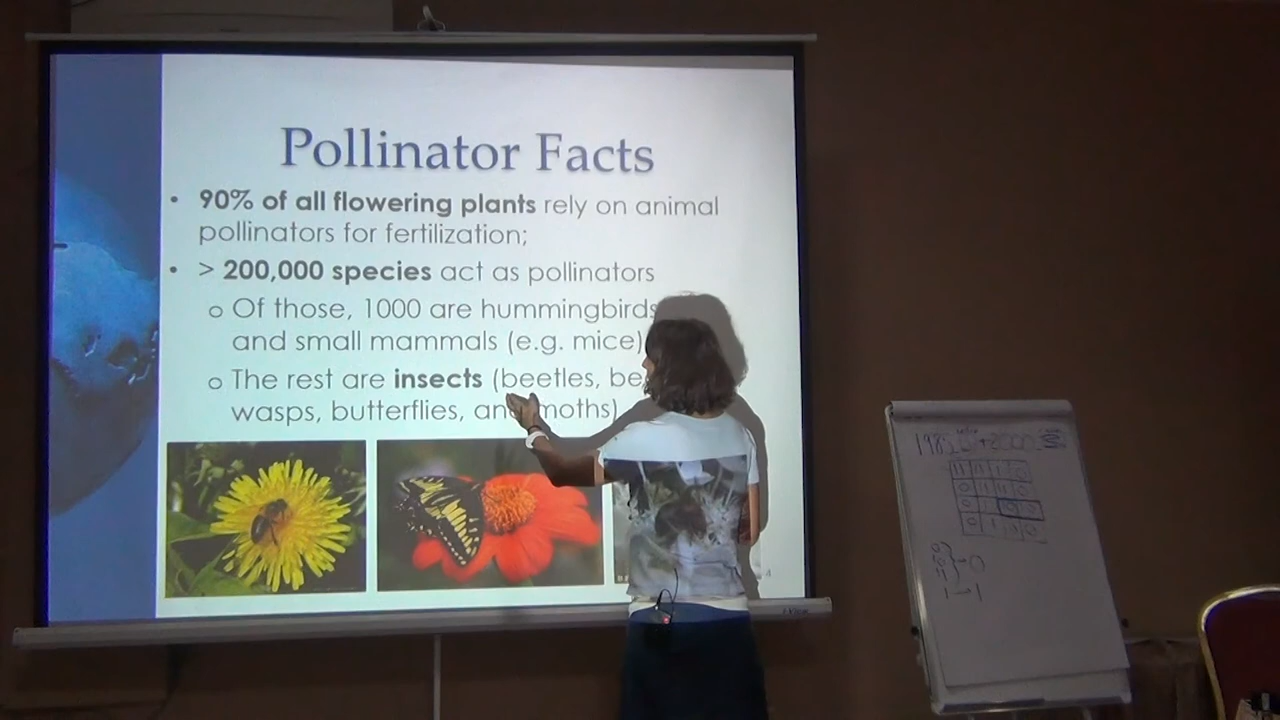 Pollinator Facts
• 90% of all flowering plants rely on animal
pollinators for fertilization;
• > 200,000 species act as pollinators
o Of those, 1000 are hummingbirds
and small mammals (e.g. mice)
o The rest are insects (beetles,
wasps, butterflies, and moths)